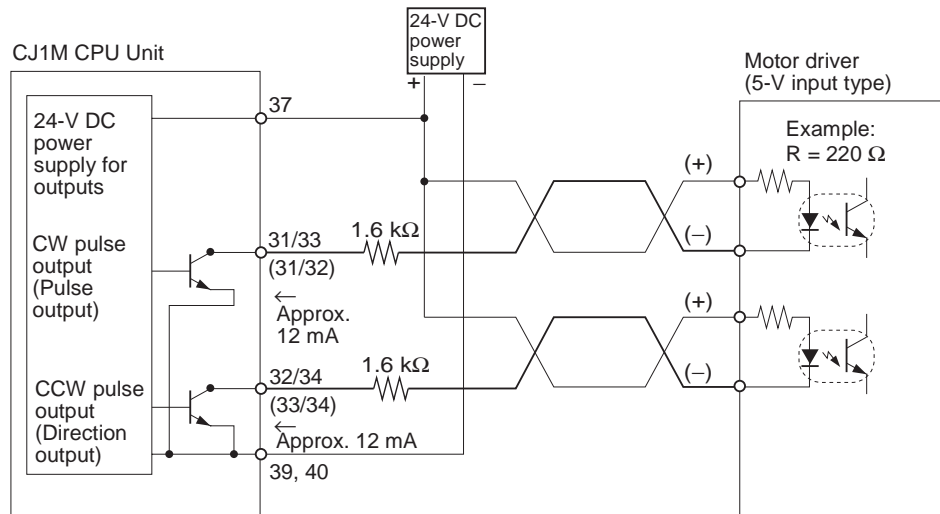 24-V DC
power
supply
+
−
CJ1M CPU Unit
Motor driver
(5-V input type)
37
24-V DC
power
supply for
outputs
Example:
R = 220 Ω
(+)
CW pulse
output
(Pulse
output)
31/33
(31/32)
1.6 kΩ
(−)
←
Approx.
12 mA
(+)
CCW pulse
output
(Direction
output)
32/34
(33/34)
1.6 kΩ
(−)
←
Approx. 12 mA
39, 40